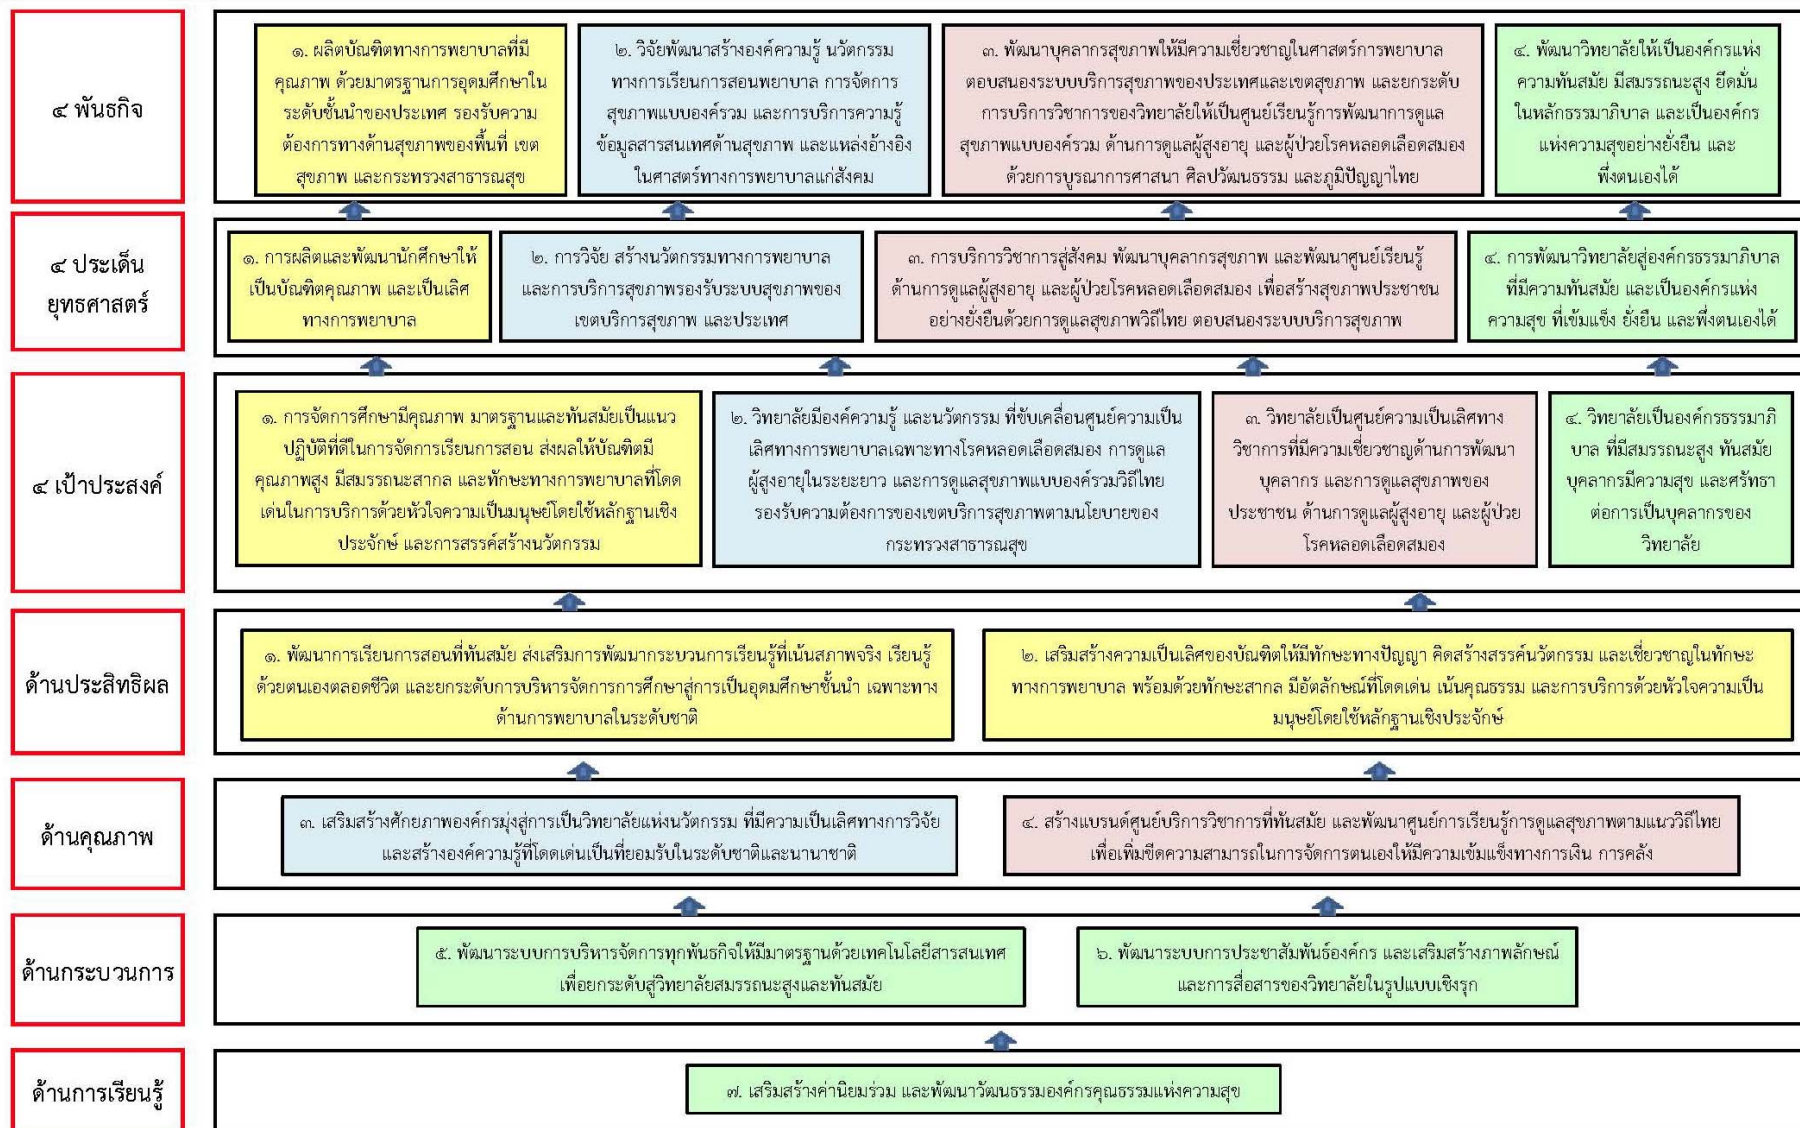 ๔ พันธกิจ
๑. ผลิตบัณฑิตทางการพยาบาลที่มี
คุณภาพ ด้วยมาตรฐานการอุดมศึกษาใน
ระดับชั้นนำของประเทศ รองรับความ
ต้องการทางด้านสุขภาพของพื้นที่ เขต
สุขภาพ และกระทรวงสาธารณสุข
๒. วิจัยพัฒนาสร้างองค์ความรู้ นวัตกรรม
ทางการเรียนการสอนพยาบาล การจัดการ
สุขภาพแบบองค์รวม และการบริการความรู้
ข้อมูลสารสนเทศด้านสุขภาพ และแหล่งอ้างอิง
ในศาสตร์ทางการพยาบาลแก่สังคม
๓. พัฒนาบุคลากรสุขภาพให้มีความเชี่ยวชาญในศาสตร์การพยาบาล
ตอบสนองระบบบริการสุขภาพของประเทศและเขตสุขภาพ และยกระดับ
การบริการวิชาการของวิทยาลัยให้เป็นศูนย์เรียนรู้การพัฒนาการดูแล
สุขภาพแบบองค์รวม ด้านการดูแลผู้สูงอายุ และผู้ป่วยโรคหลอดเลือดสมอง
ด้วยการบูรณาการศาสนา ศิลปวัฒนธรรม และภูมิปัญญาไทย
๔. พัฒนาวิทยาลัยให้เป็นองค์กรแห่ง
ความทันสมัย มีสมรรถนะสูง ยึดมั่น
ในหลักธรรมาภิบาล และเป็นองค์กร
แห่งความสุขอย่างยั่งยืน และ
พึ่งตนเองได้
๔ ประเด็น
ยุทธศาสตร์
๑. การผลิตและพัฒนานักศึกษาให้
เป็นบัณฑิตคุณภาพ และเป็นเลิศ
ทางการพยาบาล
๒. การวิจัย สร้างนวัตกรรมทางการพยาบาล
และการบริการสุขภาพรองรับระบบสุขภาพของ
เขตบริการสุขภาพ และประเทศ
๓. การบริการวิชาการสู่สังคม พัฒนาบุคลากรสุขภาพ และพัฒนาศูนย์เรียนรู้
ด้านการดูแลผู้สูงอายุ และผู้ป่วยโรคหลอดเลือดสมอง เพื่อสร้างสุขภาพประชาชน
อย่างยั่งยืนด้วยการดูแลสุขภาพวิถีไทย ตอบสนองระบบบริการสุขภาพ
๔. การพัฒนาวิทยาลัยสู่องค์กรธรรมาภิบาล
ที่มีความทันสมัย และเป็นองค์กรแห่ง
ความสุข ที่เข้มแข็ง ยั่งยืน และพึ่งตนเองได้
๔ เป้าประสงค์
๑. การจัดการศึกษามีคุณภาพ มาตรฐานและทันสมัยเป็นแนว
ปฏิบัติที่ดีในการจัดการเรียนการสอน ส่งผลให้บัณฑิตมี
คุณภาพสูง มีสมรรถนะสากล และทักษะทางการพยาบาลที่โดด
เด่นในการบริการด้วยหัวใจความเป็นมนุษย์โดยใช้หลักฐานเชิง
ประจักษ์ และการสรรค์สร้างนวัตกรรม
๒. วิทยาลัยมีองค์ความรู้ และนวัตกรรม ที่ขับเคลื่อนศูนย์ความเป็น
เลิศทางการพยาบาลเฉพาะทางโรคหลอดเลือดสมอง การดูแล
ผู้สูงอายุในระยะยาว และการดูแลสุขภาพแบบองค์รวมวิถีไทย
รองรับความต้องการของเขตบริการสุขภาพตามนโยบายของ
กระทรวงสาธารณสุข
๓. วิทยาลัยเป็นศูนย์ความเป็นเลิศทาง
วิชาการที่มีความเชี่ยวชาญด้านการพัฒนา
บุคลากร และการดูแลสุขภาพของ
ประชาชน ด้านการดูแลผู้สูงอายุ และผู้ป่วย
โรคหลอดเลือดสมอง
๔. วิทยาลัยเป็นองค์กรธรรมาภิ
บาล ที่มีสมรรถนะสูง ทันสมัย
บุคลากรมีความสุข และศรัทธา
ต่อการเป็นบุคลากรของ
วิทยาลัย
ด้านประสิทธิผล
๑. พัฒนาการเรียนการสอนที่ทันสมัย ส่งเสริมการพัฒนากระบวนการเรียนรู้ที่เน้นสภาพจริง เรียนรู้
ด้วยตนเองตลอดชีวิต และยกระดับการบริหารจัดการการศึกษาสู่การเป็นอุดมศึกษาชั้นนำ เฉพาะทาง
ด้านการพยาบาลในระดับชาติ
๒. เสริมสร้างความเป็นเลิศของบัณฑิตให้มีทักษะทางปัญญา คิดสร้างสรรค์นวัตกรรม และเชี่ยวชาญในทักษะ
ทางการพยาบาล พร้อมด้วยทักษะสากล มีอัตลักษณ์ที่โดดเด่น เน้นคุณธรรม และการบริการด้วยหัวใจความเป็น
มนุษย์โดยใช้หลักฐานเชิงประจักษ์
ด้านคุณภาพ
๓. เสริมสร้างศักยภาพองค์กรมุ่งสู่การเป็นวิทยาลัยแห่งนวัตกรรม ที่มีความเป็นเลิศทางการวิจัย
และสร้างองค์ความรู้ที่โดดเด่นเป็นที่ยอมรับในระดับชาติและนานาชาติ
๔. สร้างแบรนด์ศูนย์บริการวิชาการที่ทันสมัย และพัฒนาศูนย์การเรียนรู้การดูแลสุขภาพตามแนววิถีไทย
เพื่อเพิ่มขีดความสามารถในการจัดการตนเองให้มีความเข้มแข็งทางการเงิน การคลัง
ด้านกระบวนการ
๕. พัฒนาระบบการบริหารจัดการทุกพันธกิจให้มีมาตรฐานด้วยเทคโนโลยีสารสนเทศ
เพื่อยกระดับสู่วิทยาลัยสมรรถนะสูงและทันสมัย
๖. พัฒนาระบบการประชาสัมพันธ์องค์กร และเสริมสร้างภาพลักษณ์
และการสื่อสารของวิทยาลัยในรูปแบบเชิงรุก
ด้านการเรียนรู้
๗. เสริมสร้างค่านิยมร่วม และพัฒนาวัฒนธรรมองค์กรคุณธรรมแห่งความสุข